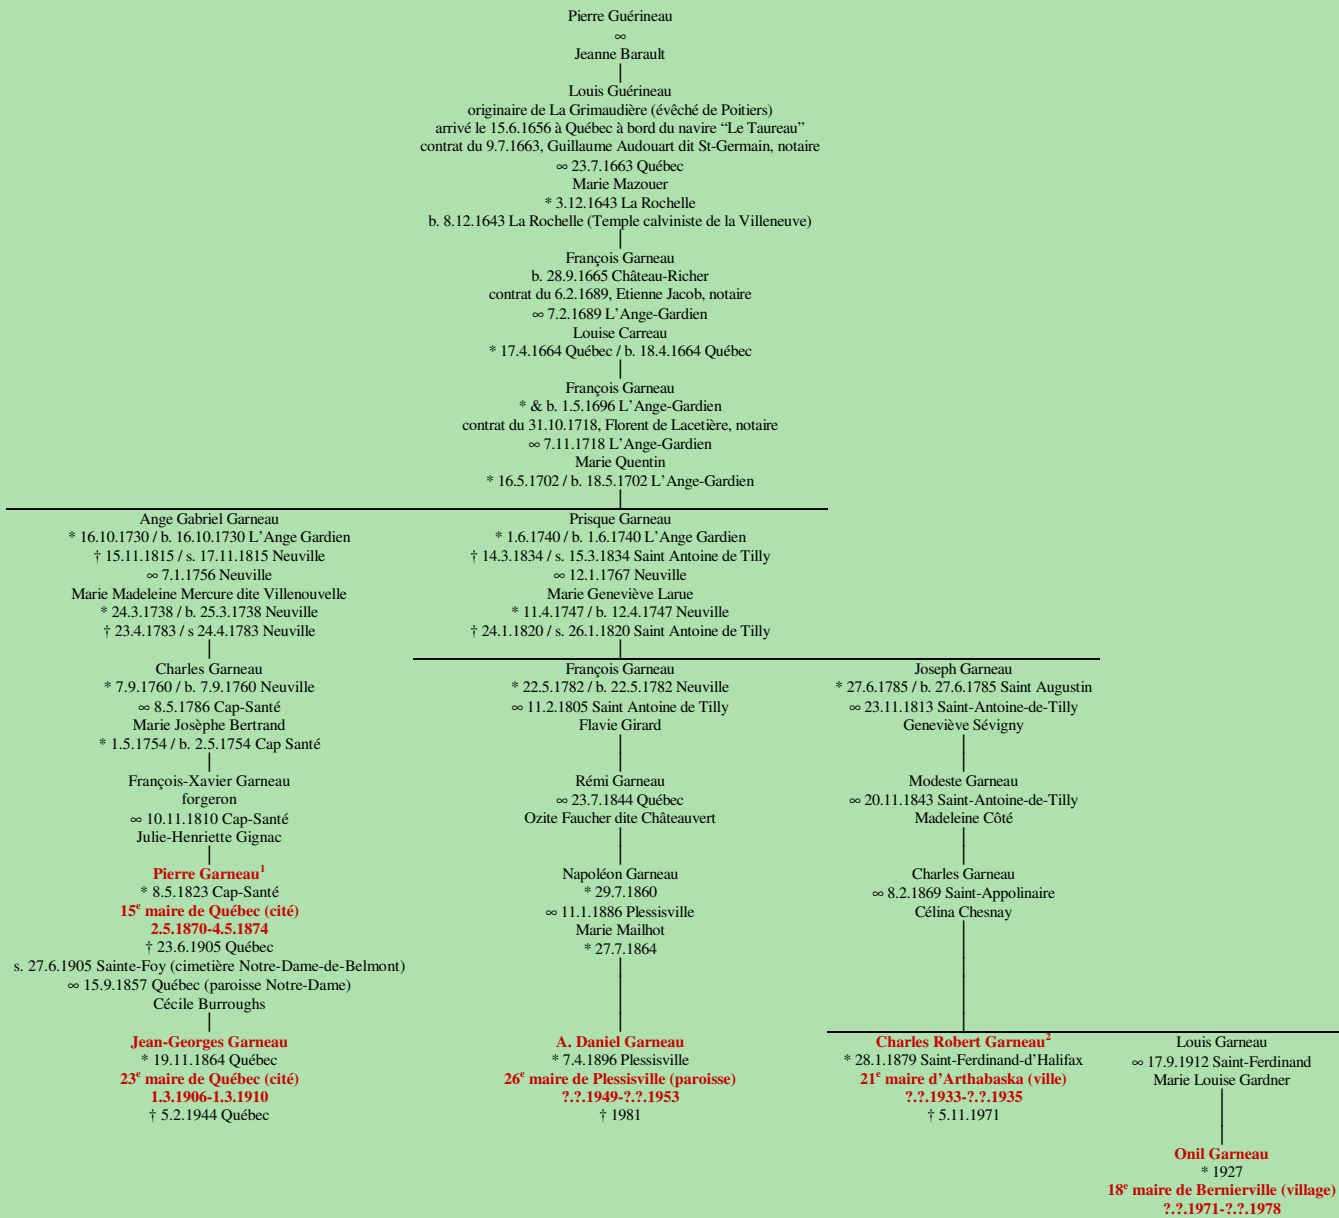 Pierre Guérineau
∞
Jeanne Barault
Louis Guérineau
originaire de La Grimaudière (évêché de Poitiers)
arrivé le 15.6.1656 à Québec à bord du navire “Le Taureau”
contrat du 9.7.1663, Guillaume Audouart dit St-Germain, notaire
∞ 23.7.1663 Québec
Marie Mazouer
* 3.12.1643 La Rochelle
b. 8.12.1643 La Rochelle (Temple calviniste de la Villeneuve)
François Garneau
b. 28.9.1665 Château-Richer
contrat du 6.2.1689, Etienne Jacob, notaire
∞ 7.2.1689 L’Ange-Gardien
Louise Carreau
* 17.4.1664 Québec / b. 18.4.1664 Québec
François Garneau
* & b. 1.5.1696 L’Ange-Gardien
contrat du 31.10.1718, Florent de Lacetière, notaire
∞ 7.11.1718 L’Ange-Gardien
Marie Quentin
* 16.5.1702 / b. 18.5.1702 L’Ange-Gardien
Ange Gabriel Garneau
* 16.10.1730 / b. 16.10.1730 L’Ange Gardien
† 15.11.1815 / s. 17.11.1815 Neuville
∞ 7.1.1756 Neuville
Marie Madeleine Mercure dite Villenouvelle
* 24.3.1738 / b. 25.3.1738 Neuville
† 23.4.1783 / s 24.4.1783 Neuville
Prisque Garneau
* 1.6.1740 / b. 1.6.1740 L’Ange Gardien
† 14.3.1834 / s. 15.3.1834 Saint Antoine de Tilly
∞ 12.1.1767 Neuville
Marie Geneviève Larue
* 11.4.1747 / b. 12.4.1747 Neuville
† 24.1.1820 / s. 26.1.1820 Saint Antoine de Tilly
Charles Garneau
* 7.9.1760 / b. 7.9.1760 Neuville
∞ 8.5.1786 Cap-Santé
Marie Josèphe Bertrand
* 1.5.1754 / b. 2.5.1754 Cap Santé
François Garneau
* 22.5.1782 / b. 22.5.1782 Neuville
∞ 11.2.1805 Saint Antoine de Tilly
Flavie Girard
Joseph Garneau
* 27.6.1785 / b. 27.6.1785 Saint Augustin
∞ 23.11.1813 Saint-Antoine-de-Tilly
Geneviève Sévigny
François-Xavier Garneau
forgeron
∞ 10.11.1810 Cap-Santé
Julie-Henriette Gignac
Rémi Garneau
∞ 23.7.1844 Québec
Ozite Faucher dite Châteauvert
Modeste Garneau
∞ 20.11.1843 Saint-Antoine-de-Tilly
Madeleine Côté
Pierre Garneau¹
* 8.5.1823 Cap-Santé
15ᵉ maire de Québec (cité)
2.5.1870-4.5.1874
† 23.6.1905 Québec
s. 27.6.1905 Sainte-Foy (cimetière Notre-Dame-de-Belmont)
∞ 15.9.1857 Québec (paroisse Notre-Dame)
Cécile Burroughs
Napoléon Garneau
* 29.7.1860
∞ 11.1.1886 Plessisville
Marie Mailhot
* 27.7.1864
Charles Garneau
∞ 8.2.1869 Saint-Appolinaire
Célina Chesnay
Jean-Georges Garneau
* 19.11.1864 Québec
23ᵉ maire de Québec (cité)
1.3.1906-1.3.1910
† 5.2.1944 Québec
A. Daniel Garneau
* 7.4.1896 Plessisville
26ᵉ maire de Plessisville (paroisse)
?.?.1949-?.?.1953
† 1981
Charles Robert Garneau²
* 28.1.1879 Saint-Ferdinand-d’Halifax
21ᵉ maire d’Arthabaska (ville)
?.?.1933-?.?.1935
† 5.11.1971
Louis Garneau
∞ 17.9.1912 Saint-Ferdinand
Marie Louise Gardner
Onil Garneau
* 1927
18ᵉ maire de Bernierville (village)
?.?.1971-?.?.1978